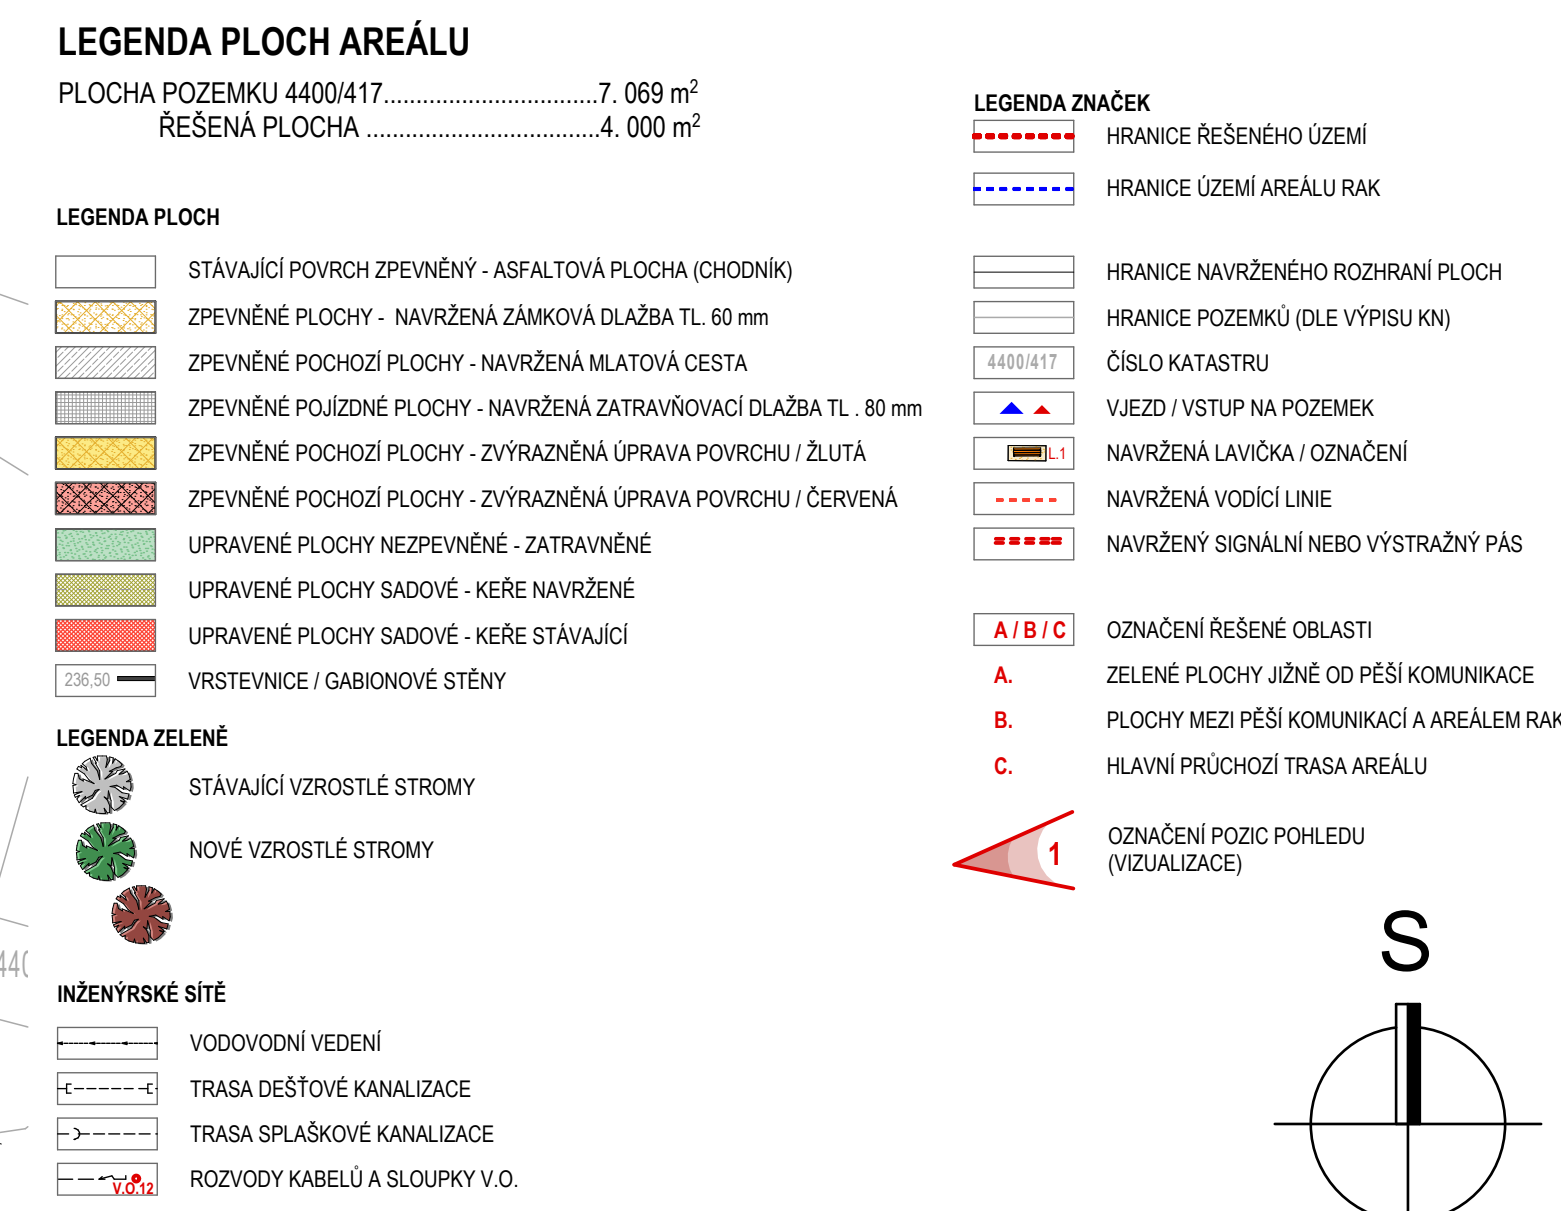 LEGENDA PLOCH AREÁLU
PLOCHA POZEMKU 4400/417.................................7. 069 m²
ŘEŠENÁ PLOCHA ....................................4. 000 m²
LEGENDA PLOCH
STÁVAJÍCÍ POVRCH ZPEVNĚNÝ - ASFALTOVÁ PLOCHA (CHODNÍK)
ZPEVNĚNÉ PLOCHY - NAVRŽENÁ ZÁMKOVÁ DLAŽBA TL. 60 mm
ZPEVNĚNÉ POCHOZÍ PLOCHY - NAVRŽENÁ MLATOVÁ CESTA
ZPEVNĚNÉ POJÍZDNÉ PLOCHY - NAVRŽENÁ ZATRAVŇOVACÍ DLAŽBA TL . 80 mm
ZPEVNĚNÉ POCHOZÍ PLOCHY - ZVÝRAZNĚNÁ ÚPRAVA POVRCHU / ŽLUTÁ
ZPEVNĚNÉ POCHOZÍ PLOCHY - ZVÝRAZNĚNÁ ÚPRAVA POVRCHU / ČERVENÁ
UPRAVENÉ PLOCHY NEZPEVNĚNÉ - ZATRAVNĚNÉ
UPRAVENÉ PLOCHY SADOVÉ - KEŘE NAVRŽENÉ
UPRAVENÉ PLOCHY SADOVÉ - KEŘE STÁVAJÍCÍ
236,50 VRSTEVNICE / GABIONOVÉ STĚNY
LEGENDA ZELENĚ
STÁVAJÍCÍ VZROSTLÉ STROMY
NOVÉ VZROSTLÉ STROMY
440
INŽENÝRSKÉ SÍTĚ
VODOVODNÍ VEDENÍ
TRASA DEŠŤOVÉ KANALIZACE
TRASA SPLAŠKOVÉ KANALIZACE
V.O.12 ROZVODY KABELŮ A SLOUPKY V.O.
LEGENDA ZNAČEK
HRANICE ŘEŠENÉHO ÚZEMÍ
HRANICE ÚZEMÍ AREÁLU RAK
HRANICE NAVRŽENÉHO ROZHRANÍ PLOCH
HRANICE POZEMKŮ (DLE VÝPISU KN)
4400/417 ČÍSLO KATASTRU
VJEZD / VSTUP NA POZEMEK
L.1 NAVRŽENÁ LAVIČKA / OZNAČENÍ
NAVRŽENÁ VODÍCÍ LINIE
NAVRŽENÝ SIGNÁLNÍ NEBO VÝSTRAŽNÝ PÁS
A / B / C OZNAČENÍ ŘEŠENÉ OBLASTI
A. ZELENÉ PLOCHY JIŽNĚ OD PĚŠÍ KOMUNIKACE
B. PLOCHY MEZI PĚŠÍ KOMUNIKACÍ A AREÁLEM RAK
C. HLAVNÍ PRŮCHOZÍ TRASA AREÁLU
1 OZNAČENÍ POZIC POHLEDU
(VIZUALIZACE)
S